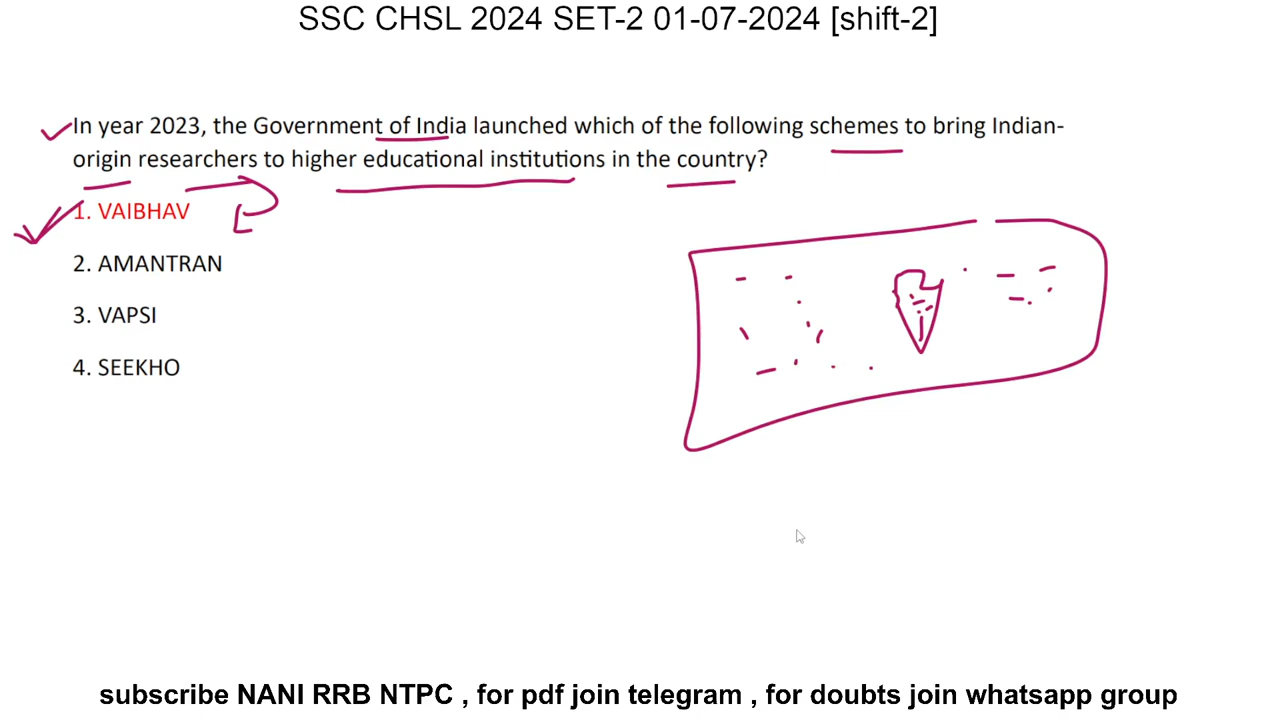 SSC CHSL 2024 SET-2 01-07-2024 [shift-2]
In year 2023, the Government of India launched which of the following schemes to bring Indian-
origin researchers to higher educational institutions in the country?
1. VAIBHAV
2. AMANTRAN
3. VAPSI
4. SEEKHO
subscribe NANI RRB NTPC , for pdf join telegram , for doubts join whatsapp group